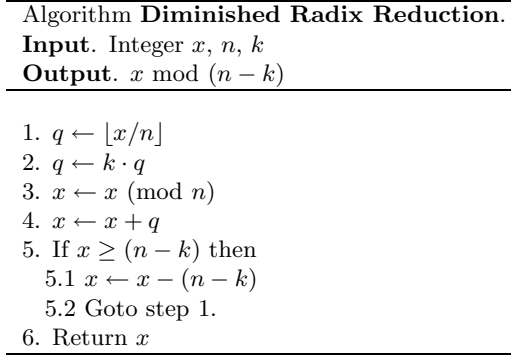 Algorithm Diminished Radix Reduction.
Input. Integer x, n, k
Output. x mod (n − k)
1. q ← ⌊x/n⌋
2. q ← k · q
3. x ← x (mod n)
4. x ← x + q
5. If x ≥ (n − k) then
5.1 x ← x − (n − k)
5.2 Goto step 1.
6. Return x